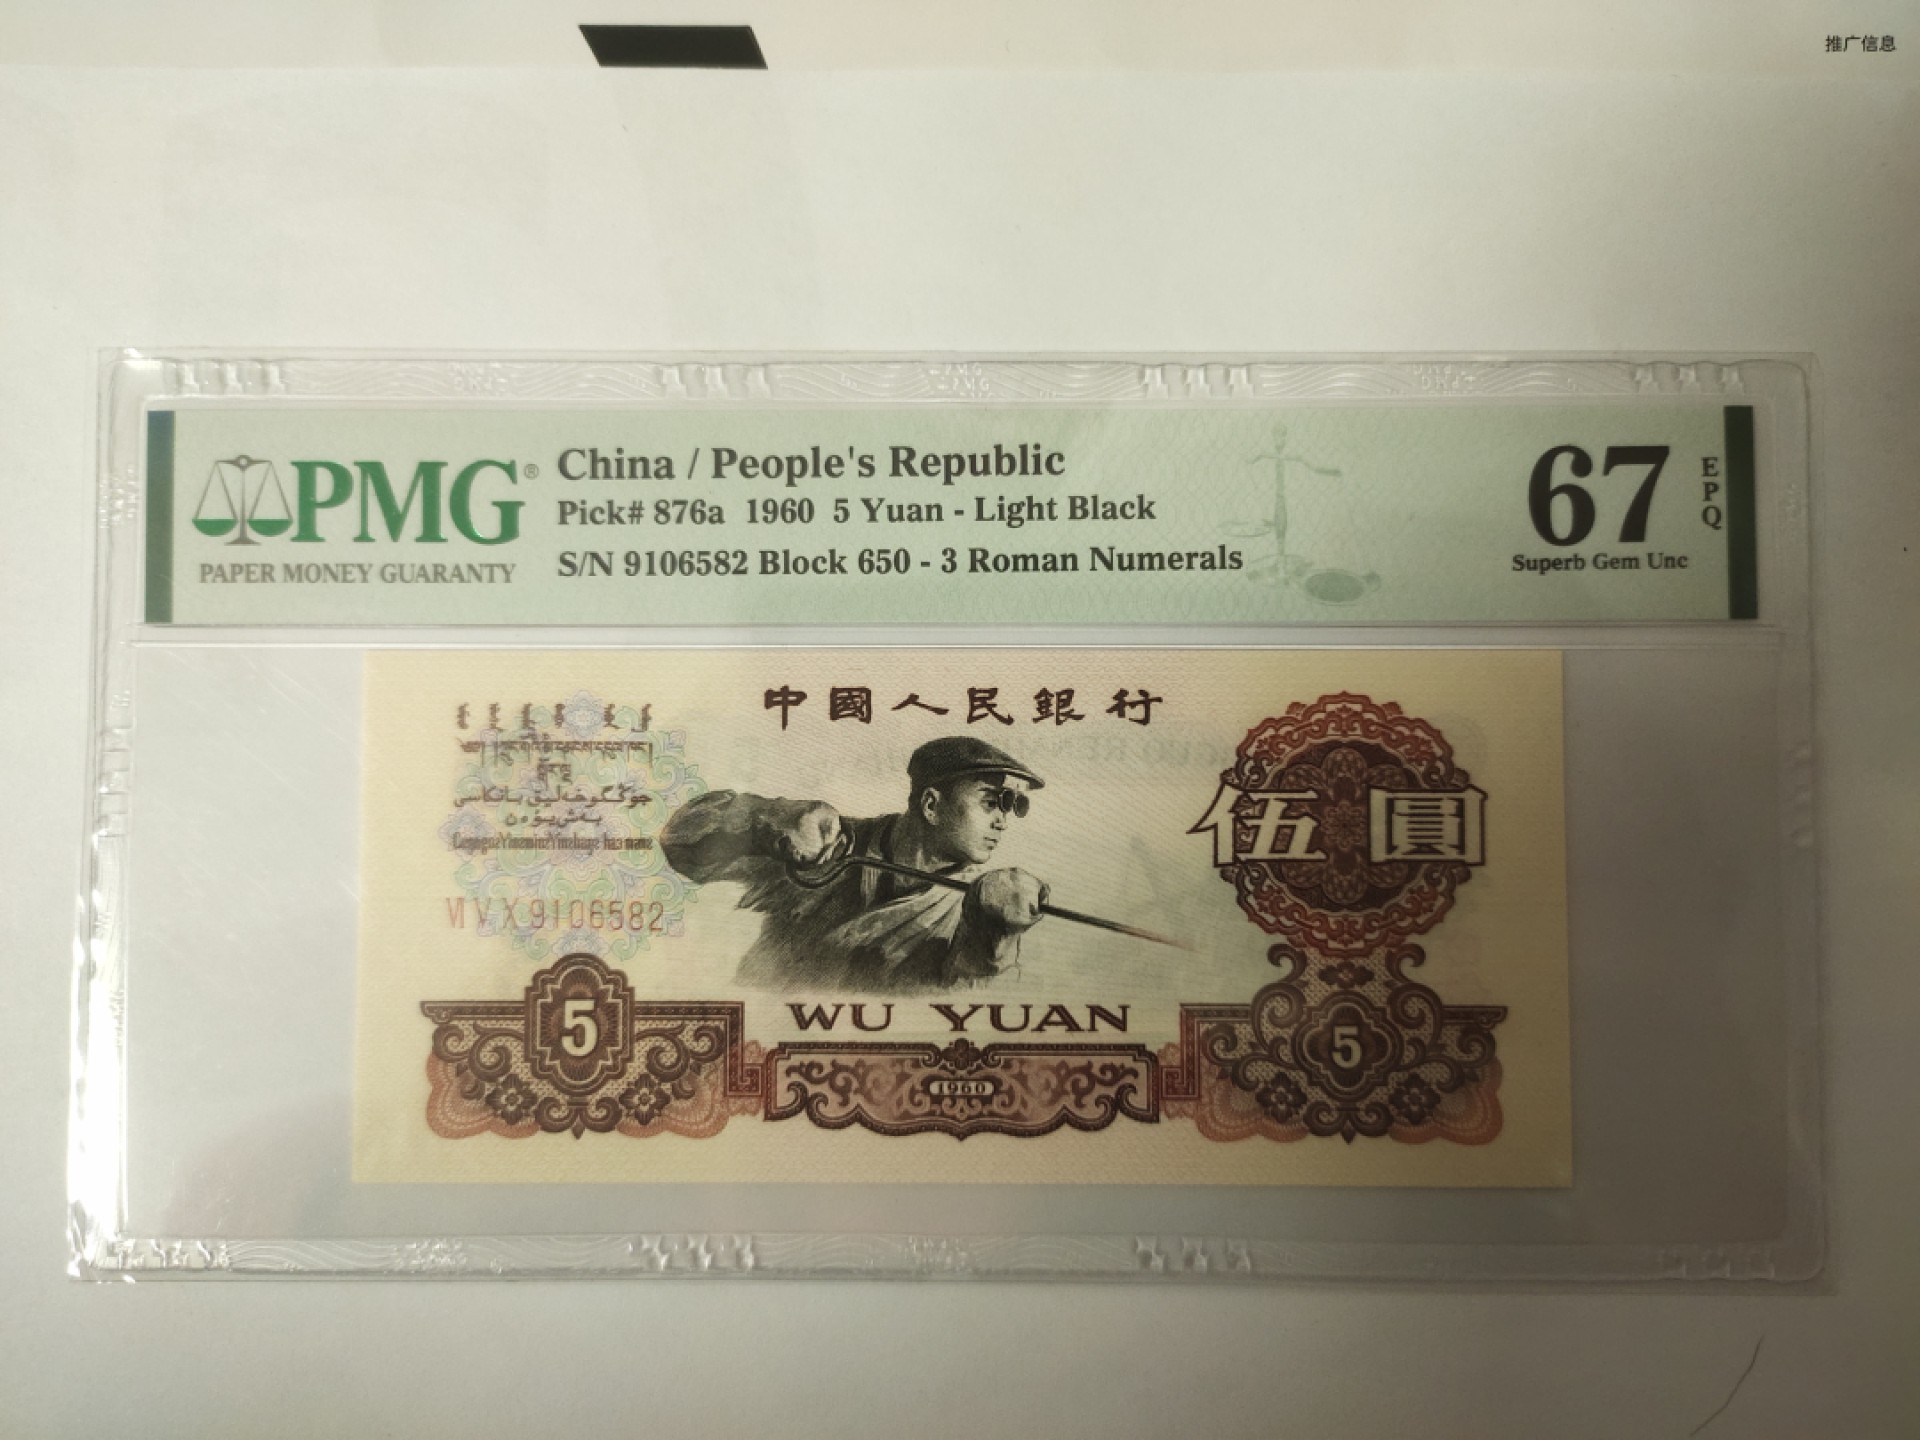 推广信息
PMG®
PAPER MONEY GUARANTY
China / People's Republic
Pick# 876a 1960 5 Yuan - Light Black
S/N 9106582 Block 650 - 3 Roman Numerals
67
EPQ
Superb Gem Unc
中國人民銀行
伍圓
VI V X 9106582
5
WU YUAN
5
1960